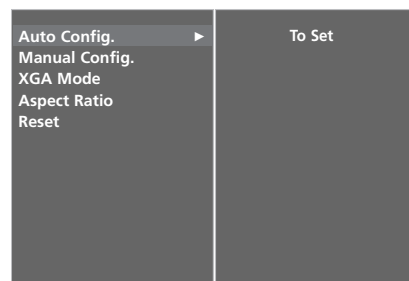 Auto Config. ► To Set
Manual Config.
XGA Mode
Aspect Ratio
Reset